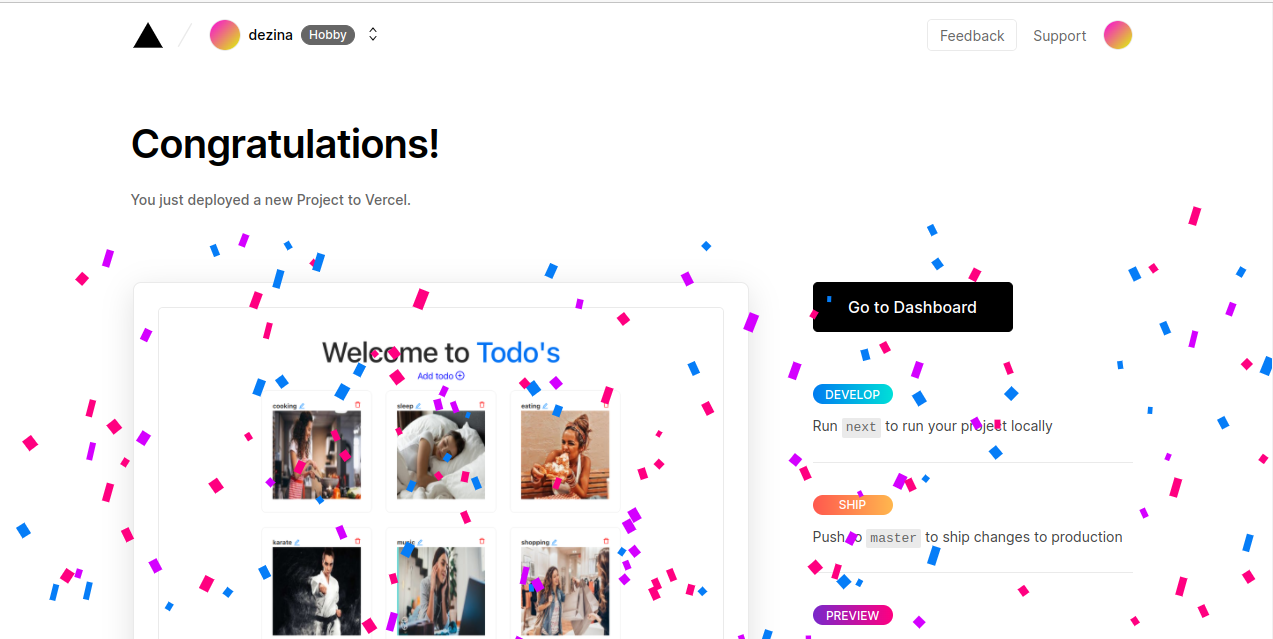 dezina Hobby
Feedback Support
Congratulations!
You just deployed a new Project to Vercel.
Go to Dashboard
Welcome to Todo's
Add todo
cooking sleep eating
karate music shopping
DEVELOP
Run next to run your project locally
SHIP
Push to master to ship changes to production
PREVIEW